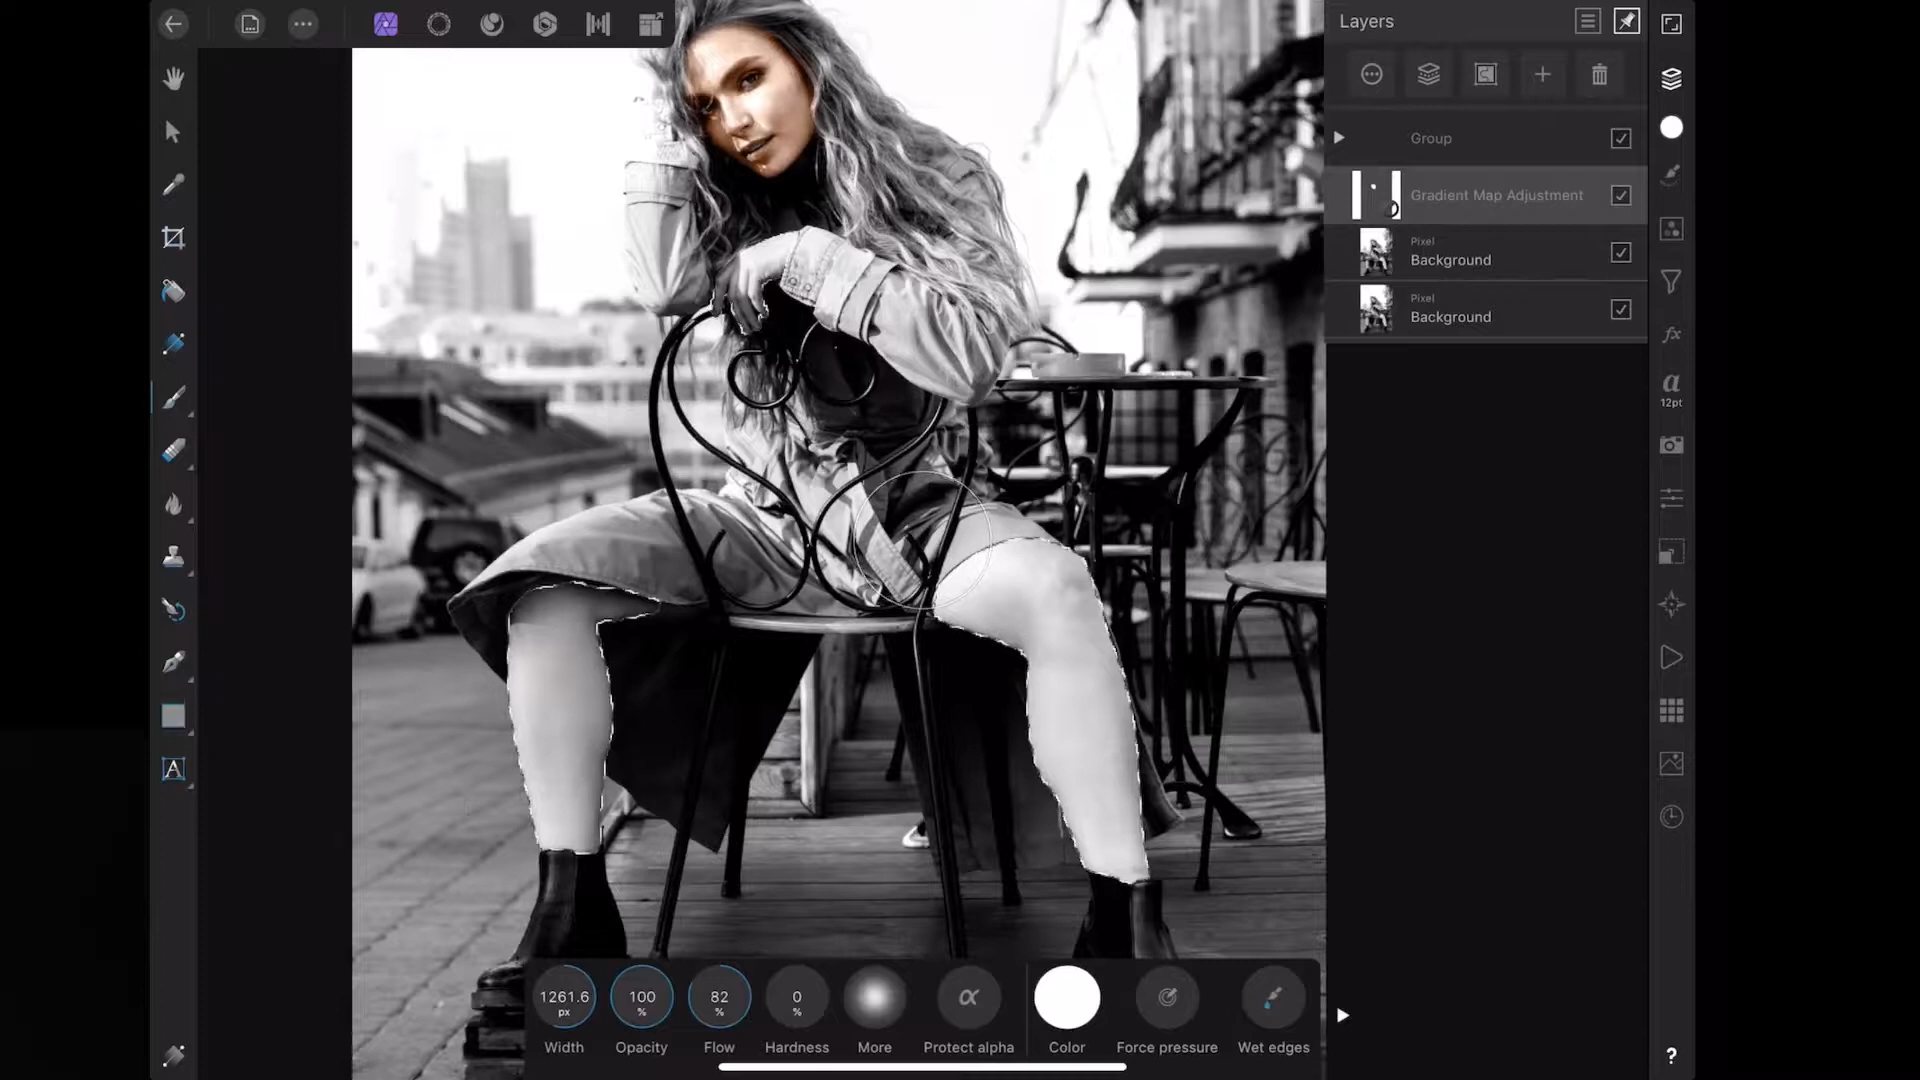 Layers
Group
Gradient Map Adjustment
Pixel
Background
Pixel
Background
a
12pt
A
1261.6
px
100
%
82
%
0
%
α
Width
Opacity
Flow
Hardness
More
Protect alpha
Color
Force pressure
Wet edges
?